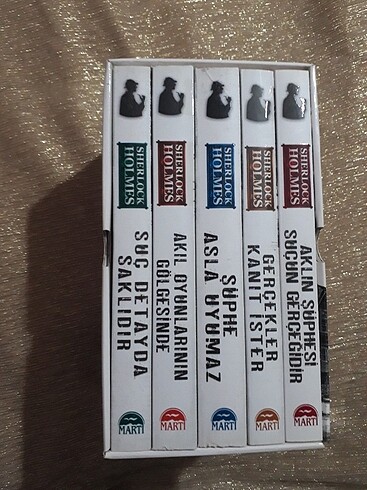 SHERLOCK
HOLMES
SUÇ DETAYDA
SAKLIDIR
MARTI
SHERLOCK
HOLMES
AKIL OYUNLARININ
GÖLGESİNDE
MARTI
SHERLOCK
HOLMES
ŞÜPHE
ASLA UYUMAZ
MARTI
SHERLOCK
HOLMES
GERÇEKLER
KANIT İSTER
MARTI
SHERLOCK
HOLMES
AKLIN ŞÜPHESİ
SUÇUN GERÇEĞİDİR
MARTI